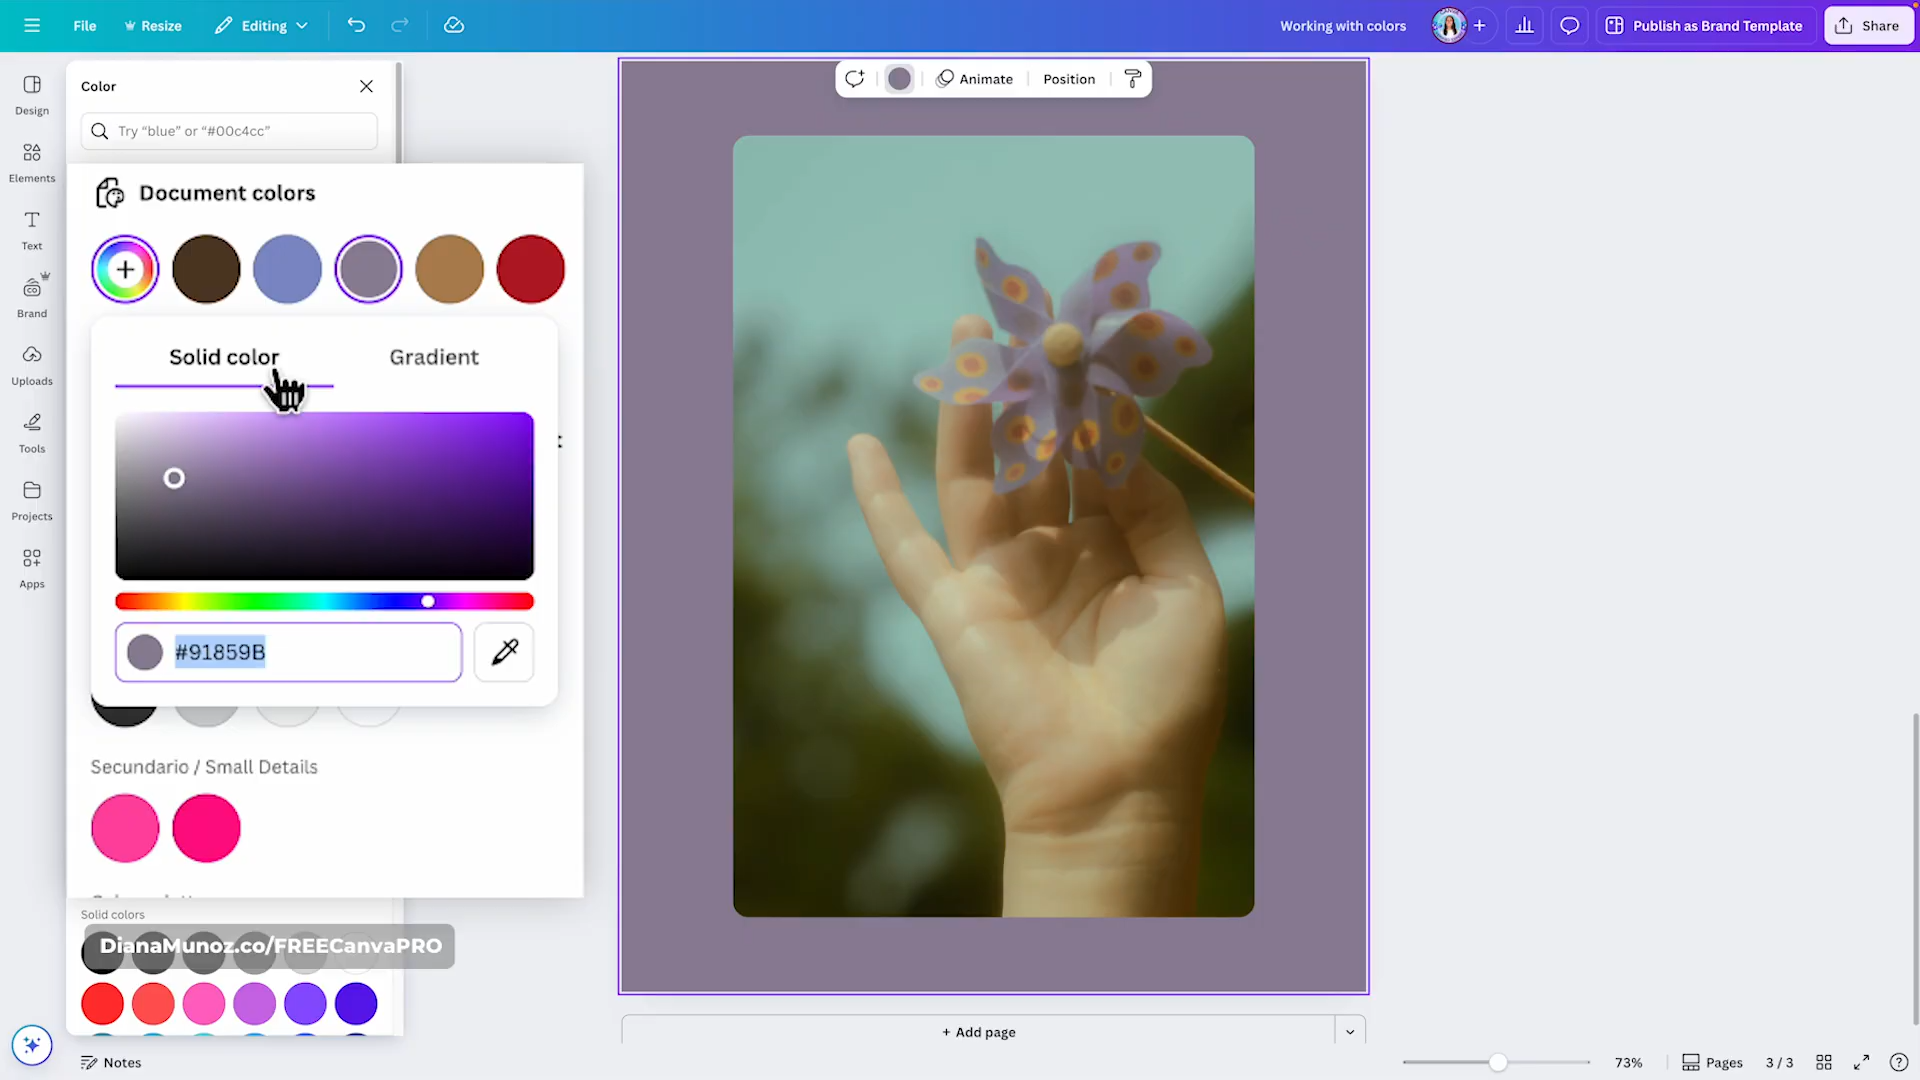 File
Resize
Editing
Working with colors
Publish as Brand Template
Share
Design
Elements
Text
Brand
Uploads
Tools
Projects
Apps
Color
Try “blue” or “#00c4cc”
Document colors
Solid color
Gradient
#91859B
Secundario / Small Details
Solid colors
DianaMunoz.co/FREECanvaPRO
Animate
Position
+ Add page
Notes
73%
Pages
3 / 3